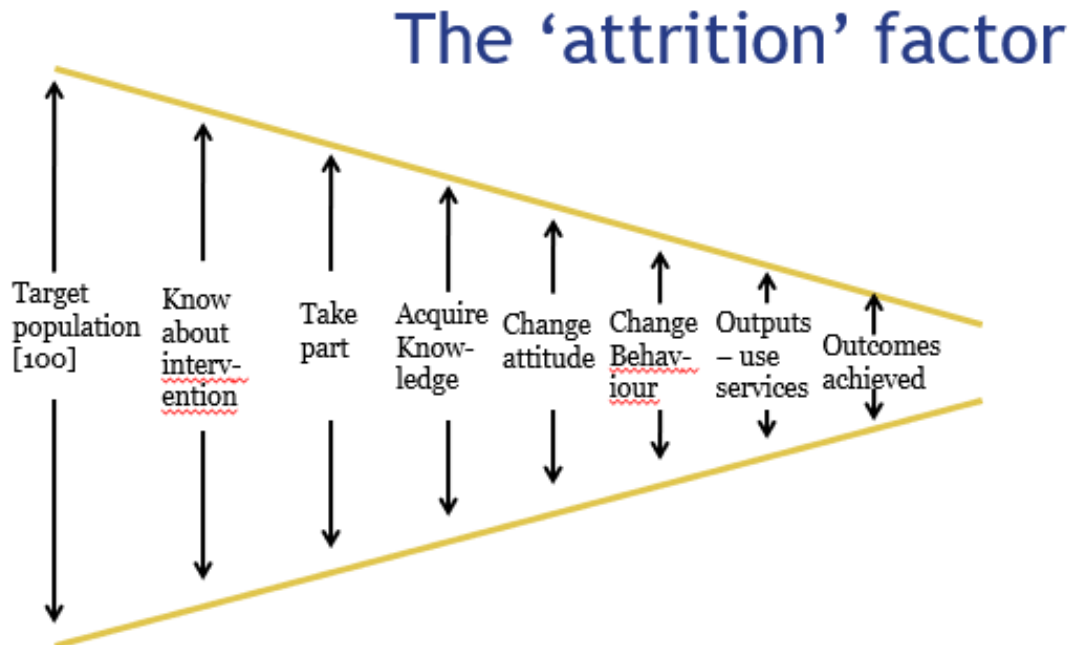 The ‘attrition’ factor
Target
population
[100]
Know
about
interv-
ention
Take
part
Acquire
Know-
ledge
Change
attitude
Change
Behav-
iour
Outputs
– use
services
Outcomes
achieved